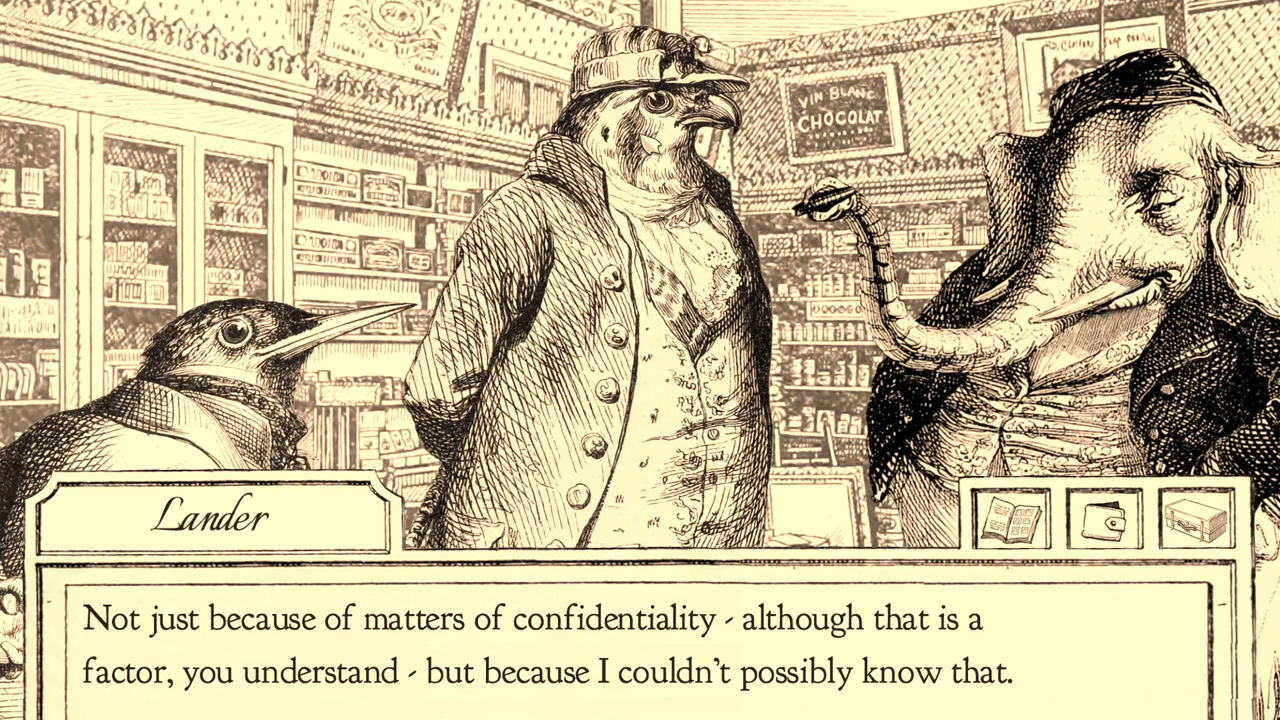 VIN BLANC
CHOCOLAT
Lander
Not just because of matters of confidentiality - although that is a
factor, you understand - but because I couldn't possibly know that.